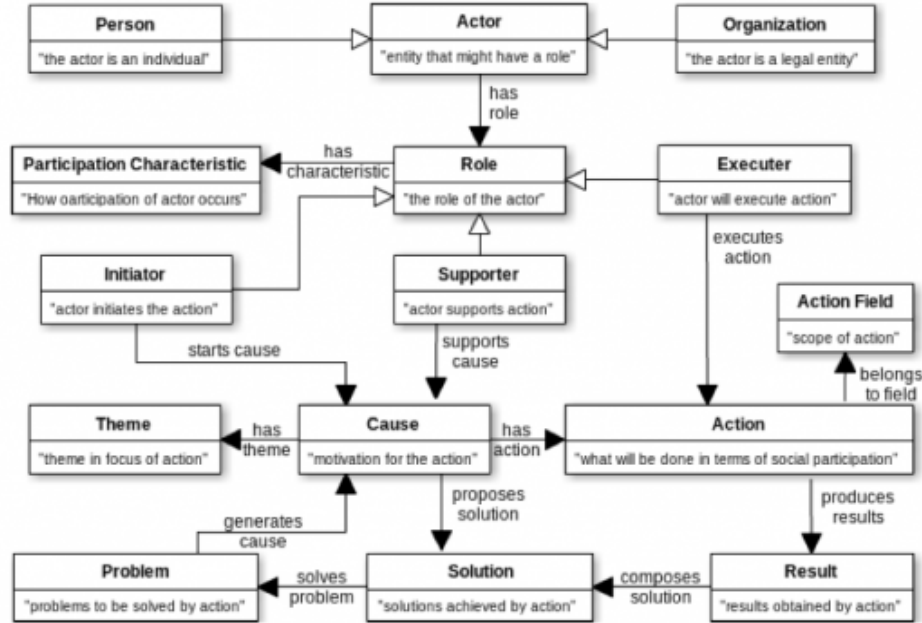 Person
"the actor is an individual"
Actor
"entity that might have a role"
Organization
"the actor is a legal entity"
has
role
Participation Characteristic
"How oarticipation of actor occurs"
has
characteristic
Role
"the role of the actor"
Executer
"actor will execute action"
executes
action
Initiator
"actor initiates the action"
Supporter
"actor supports action"
Action Field
"scope of action"
starts cause
supports
cause
belongs
to field
Theme
"theme in focus of action"
has
theme
Cause
"motivation for the action"
has
action
Action
"what will be done in terms of social participation"
generates
cause
proposes
solution
produces
results
Problem
"problems to be solved by action"
solves
problem
Solution
"solutions achieved by action"
composes
solution
Result
"results obtained by action"